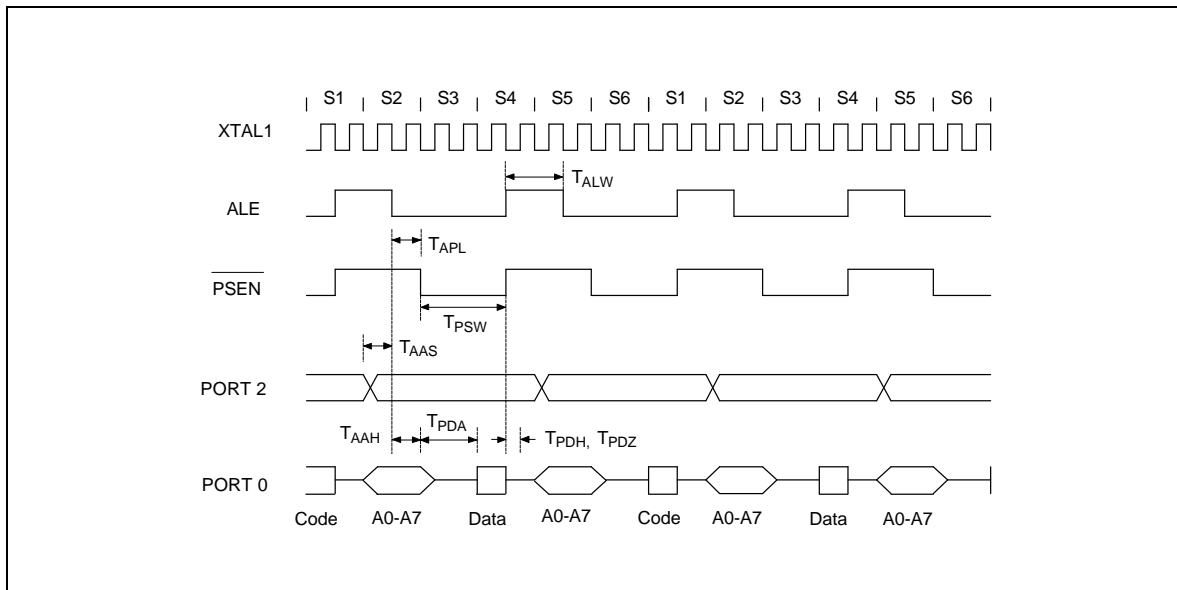 S1 S2 S3 S4 S5 S6 S1 S2 S3 S4 S5 S6
XTAL1
TALW
ALE
TAPL
PSEN
TPSW
TAAS
PORT 2
TAAH TPDA TPDH, TPDZ
PORT 0
Code A0-A7 Data A0-A7 Code A0-A7 Data A0-A7